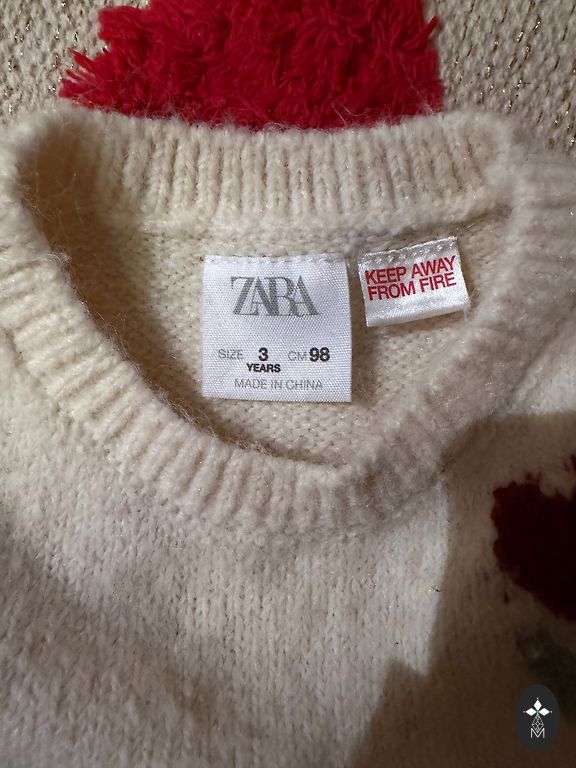 ZARA
SIZE 3 CM 98
YEARS
MADE IN CHINA
KEEP AWAY
FROM FIRE
M